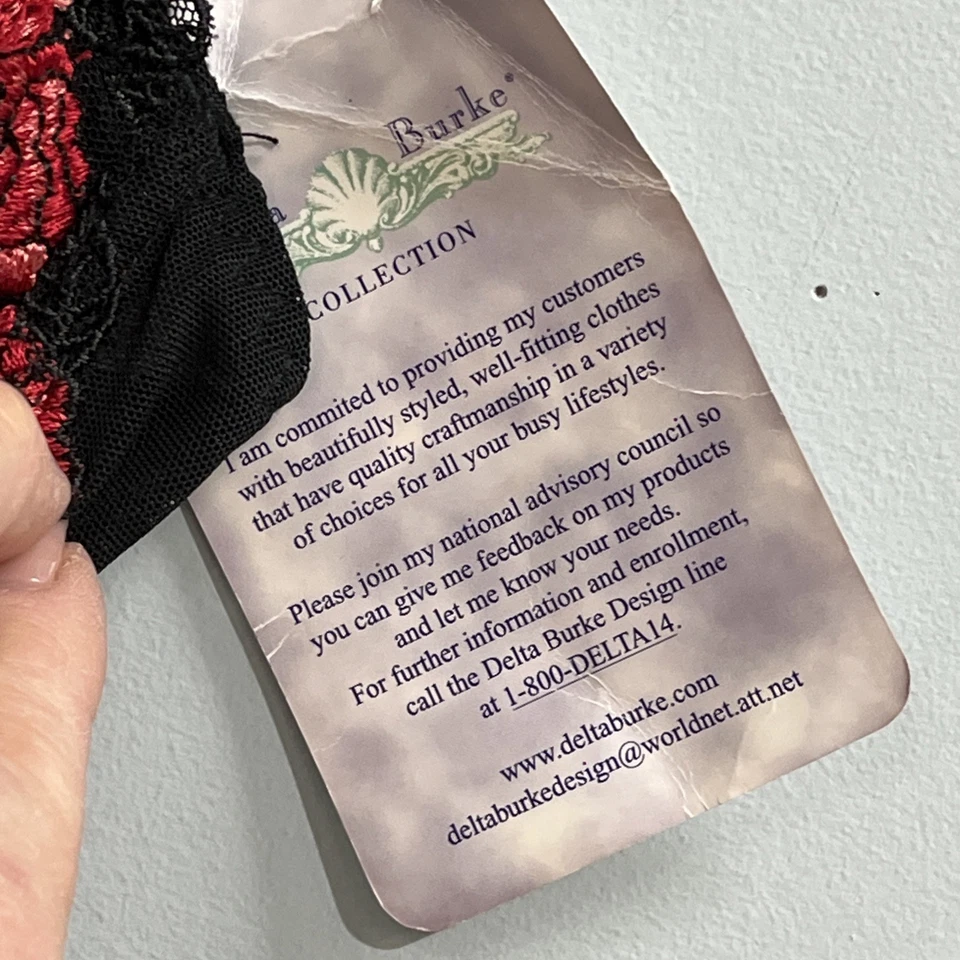 Burke®
COLLECTION
I am commited to providing my customers
with beautifully styled, well-fitting clothes
that have quality craftmanship in a variety
of choices for all your busy lifestyles.
Please join my national advisory council so
you can give me feedback on my products
and let me know your needs.
For further information and enrollment,
call the Delta Burke Design line
at 1-800-DELTA14.
www.deltaburke.com
deltaburkedesign@worldnet.att.net